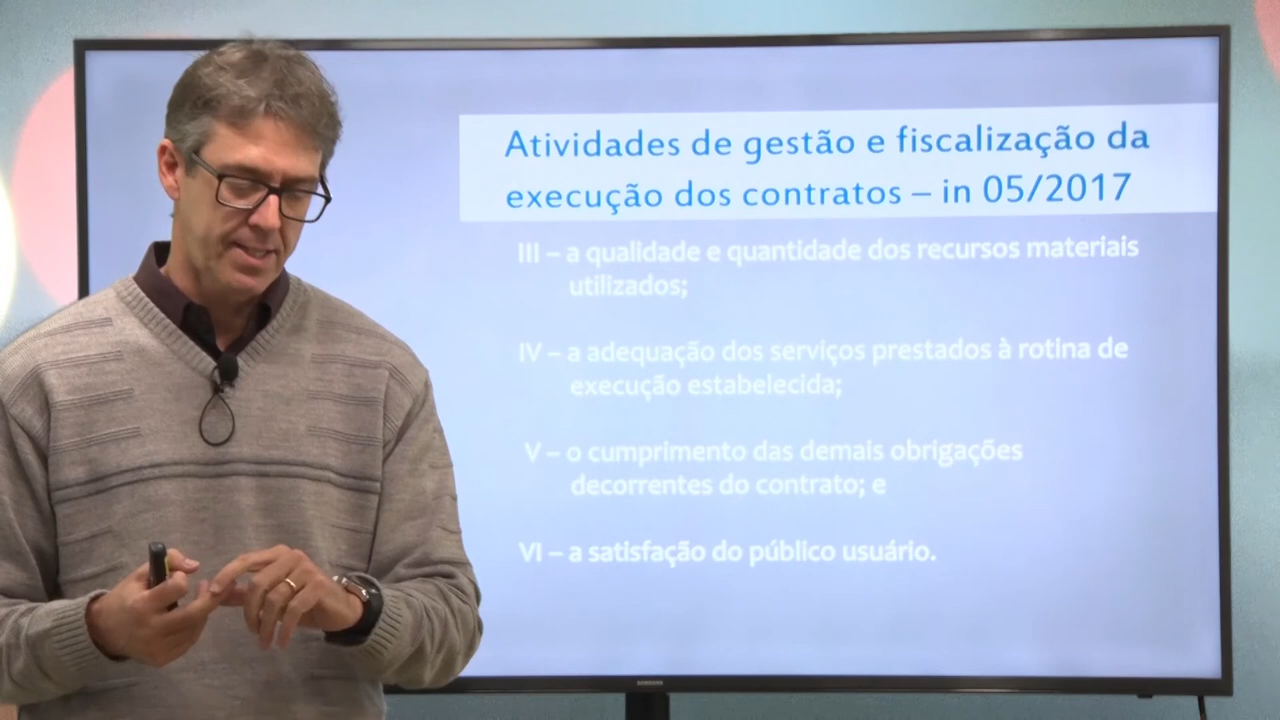 Atividades de gestão e fiscalização da
execução dos contratos – in 05/2017
III – a qualidade e quantidade dos recursos materiais
utilizados;
IV – a adequação dos serviços prestados à rotina de
execução estabelecida;
V – o cumprimento das demais obrigações
decorrentes do contrato; e
VI – a satisfação do público usuário.
SAMSUNG